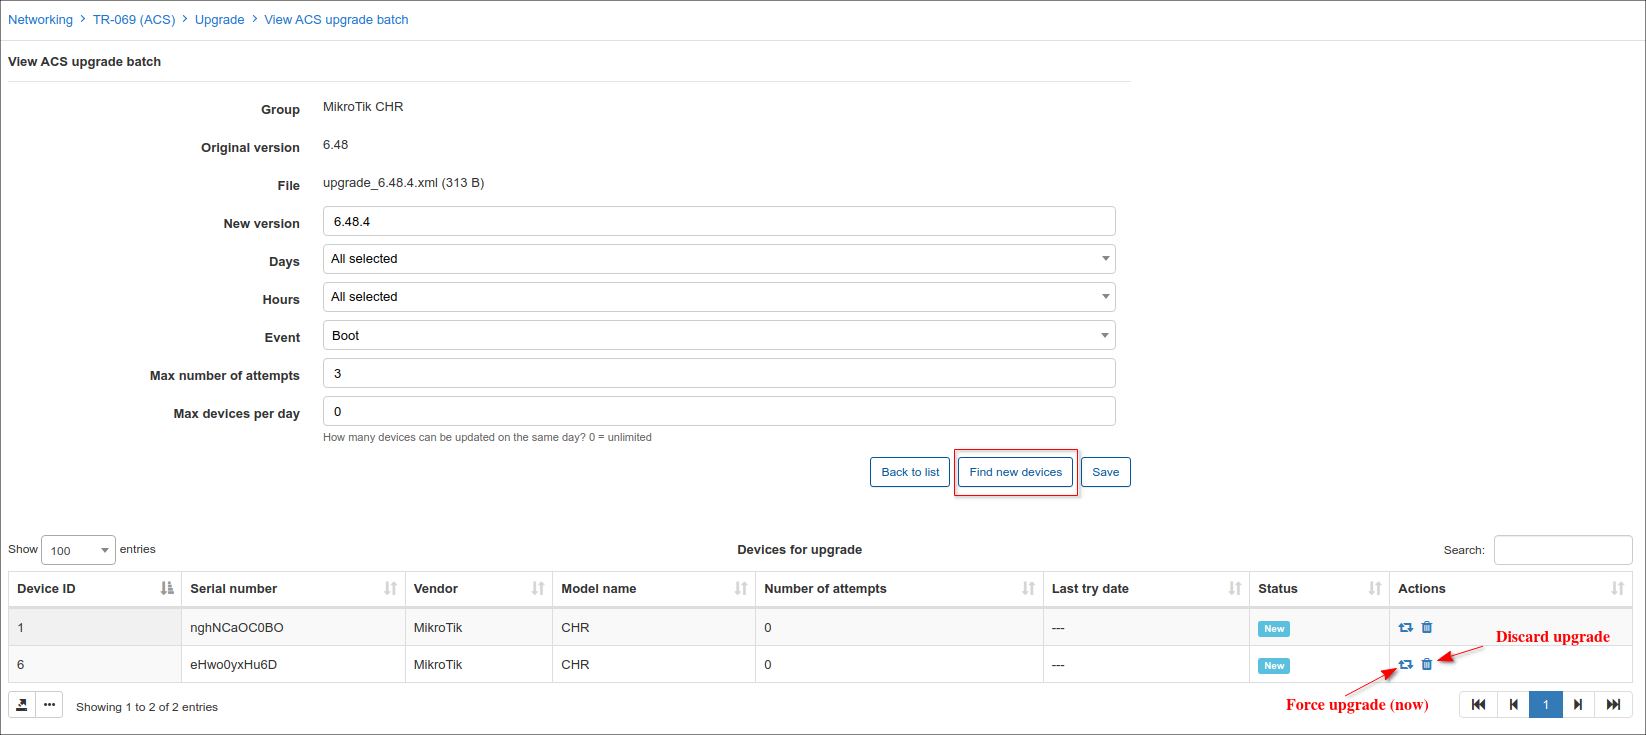 Networking > TR-069 (ACS) > Upgrade > View ACS upgrade batch
View ACS upgrade batch
Group MikroTik CHR
Original version 6.48
File upgrade_6.48.4.xml (313 B)
New version 6.48.4
Days All selected
Hours All selected
Event Boot
Max number of attempts 3
Max devices per day 0
How many devices can be updated on the same day? 0 = unlimited
Back to list Find new devices Save
Show 100 entries Devices for upgrade Search:
Device ID Serial number Vendor Model name Number of attempts Last try date Status Actions
1 nghNCaOC0BO MikroTik CHR 0 --- New
Discard upgrade
6 eHwo0yxHu6D MikroTik CHR 0 --- New
Force upgrade (now)
Showing 1 to 2 of 2 entries 1